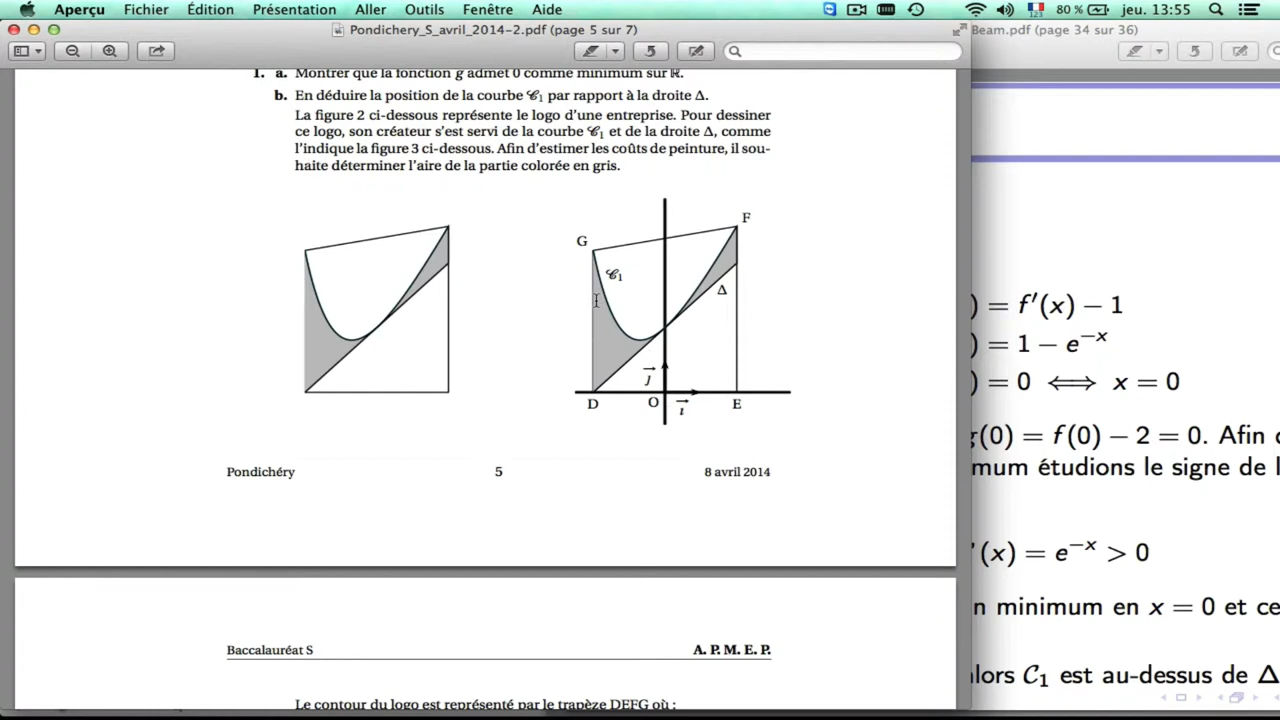 Aperçu Fichier Édition Présentation Aller Outils Fenêtre Aide 123 80 % jeu. 13:55
Pondichery_S_avril_2014-2.pdf (page 5 sur 7)
Beam.pdf (page 34 sur 36)
1. a. Montrer que la fonction g admet 0 comme minimum sur ℝ.
b. En déduire la position de la courbe 𝒞1 par rapport à la droite Δ.
La figure 2 ci-dessous représente le logo d'une entreprise. Pour dessiner
ce logo, son créateur s'est servi de la courbe 𝒞1 et de la droite Δ, comme
l'indique la figure 3 ci-dessous. Afin d'estimer les coûts de peinture, il sou-
haite déterminer l'aire de la partie colorée en gris.
F
G
𝒞1
Δ
J
D O ı E
Pondichéry 5 8 avril 2014
Baccalauréat S A. P. M. E. P.
Le contour du logo est représenté par le trapèze DEFG où :
) = f′(x) − 1
) = 1 − e^{−x}
) = 0 ⟺ x = 0
g(0) = f(0) − 2 = 0. Afin
mum étudions le signe de
′(x) = e^{−x} > 0
n minimum en x = 0 et ce
alors 𝒞1 est au-dessus de Δ